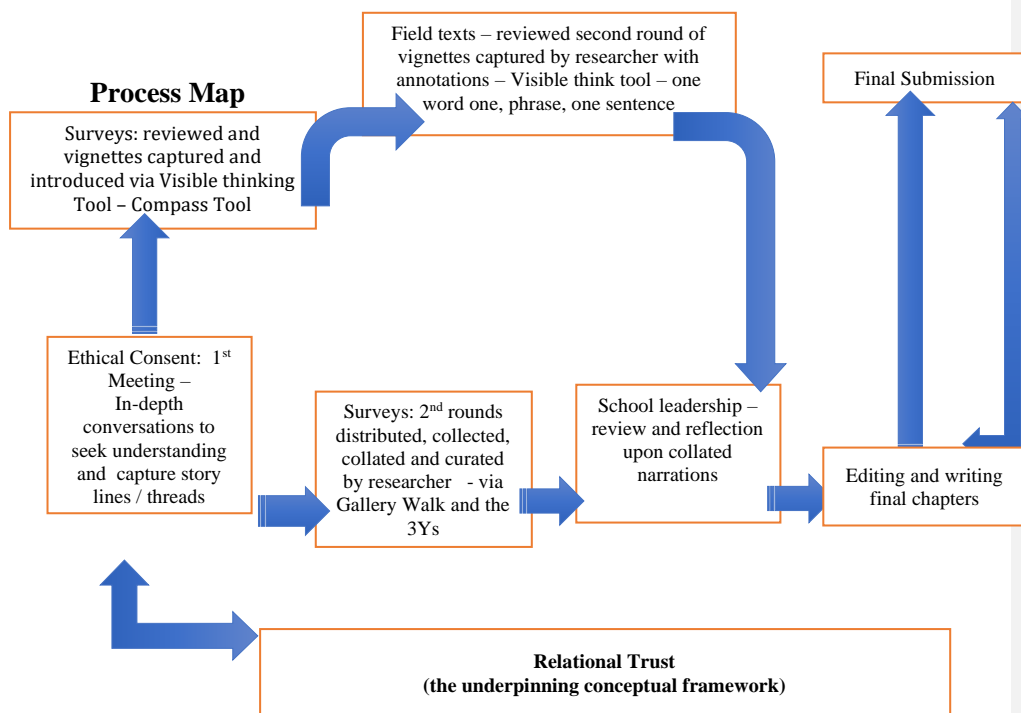 Process Map
Surveys: reviewed and
vignettes captured and
introduced via Visible thinking
Tool – Compass Tool
Field texts – reviewed second round of
vignettes captured by researcher with
annotations – Visible think tool – one
word one, phrase, one sentence
Final Submission
Ethical Consent: 1st
Meeting –
In-depth
conversations to
seek understanding
and capture story
lines / threads
Surveys: 2nd rounds
distributed, collected,
collated and curated
by researcher - via
Gallery Walk and the
3Ys
School leadership –
review and reflection
upon collated
narrations
Editing and writing
final chapters
Relational Trust
(the underpinning conceptual framework)